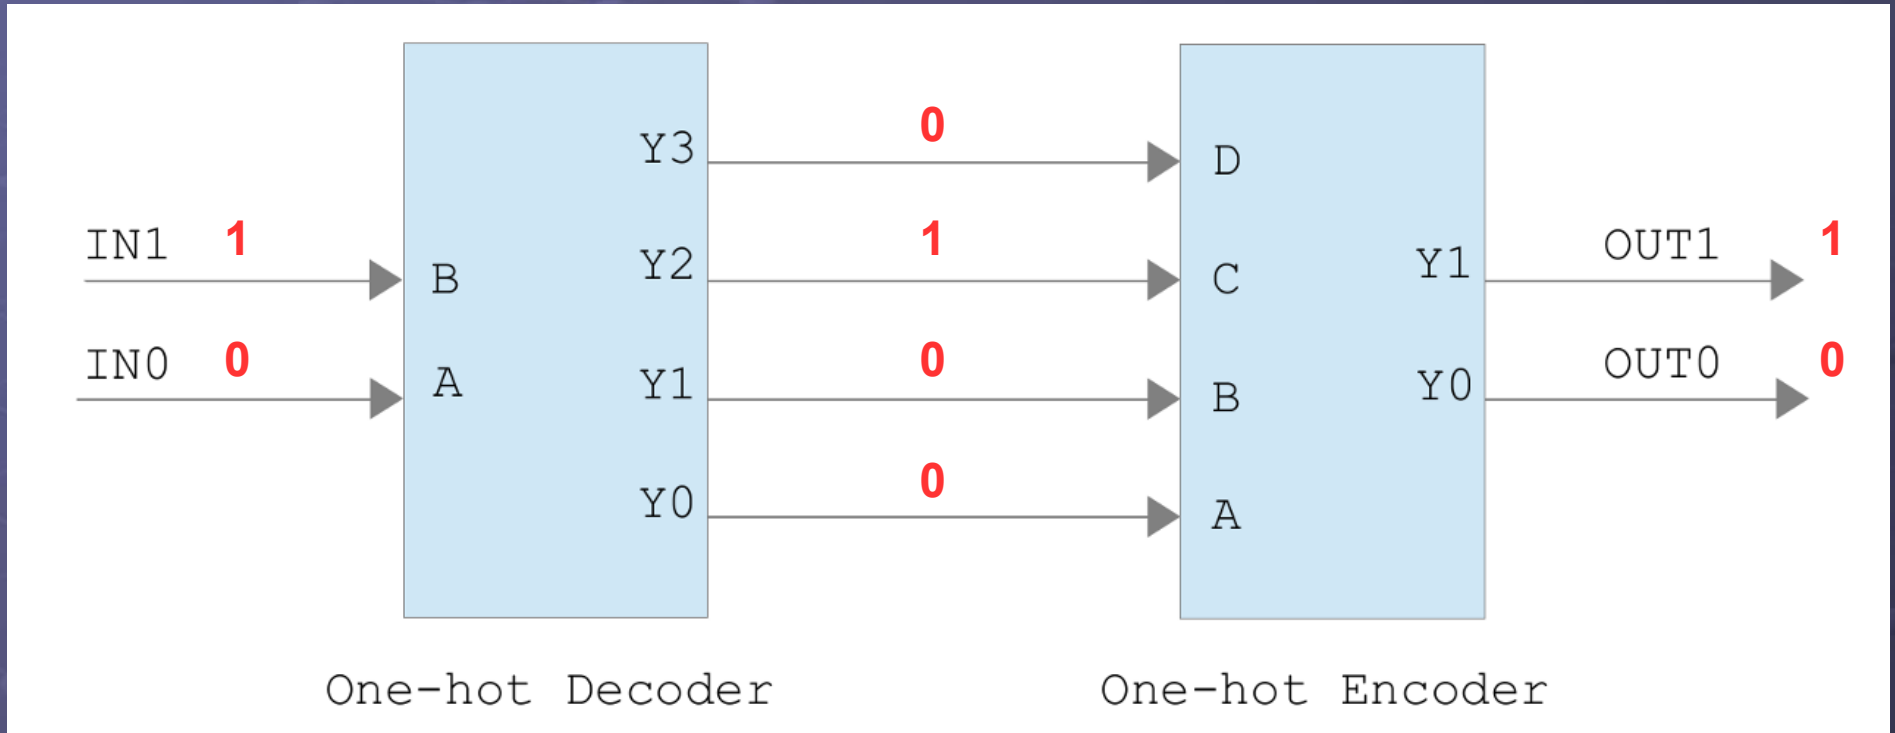 0
Y3
D
IN1 1
1
OUT1 1
B
Y2
C
Y1
IN0 0
0
OUT0 0
A
Y1
B
Y0
0
Y0
A
One-hot Decoder
One-hot Encoder